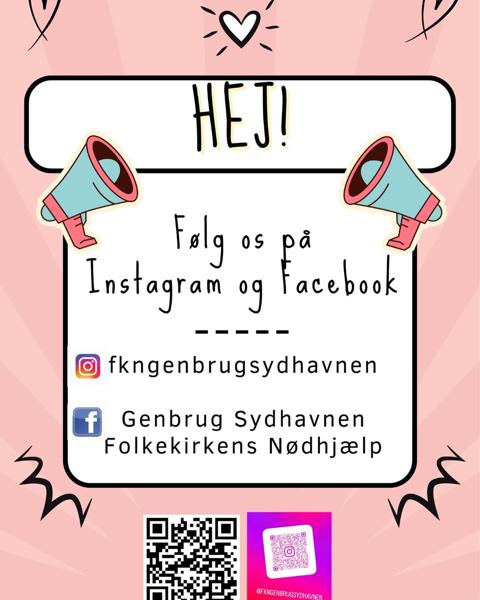 HEJ!
Følg os på
Instagram og Facebook
fkngenbrugsydhavnen
Genbrug Sydhavnen
Folkekirkens Nødhjælp
@FKNGENBRUGSYDHAVNEN